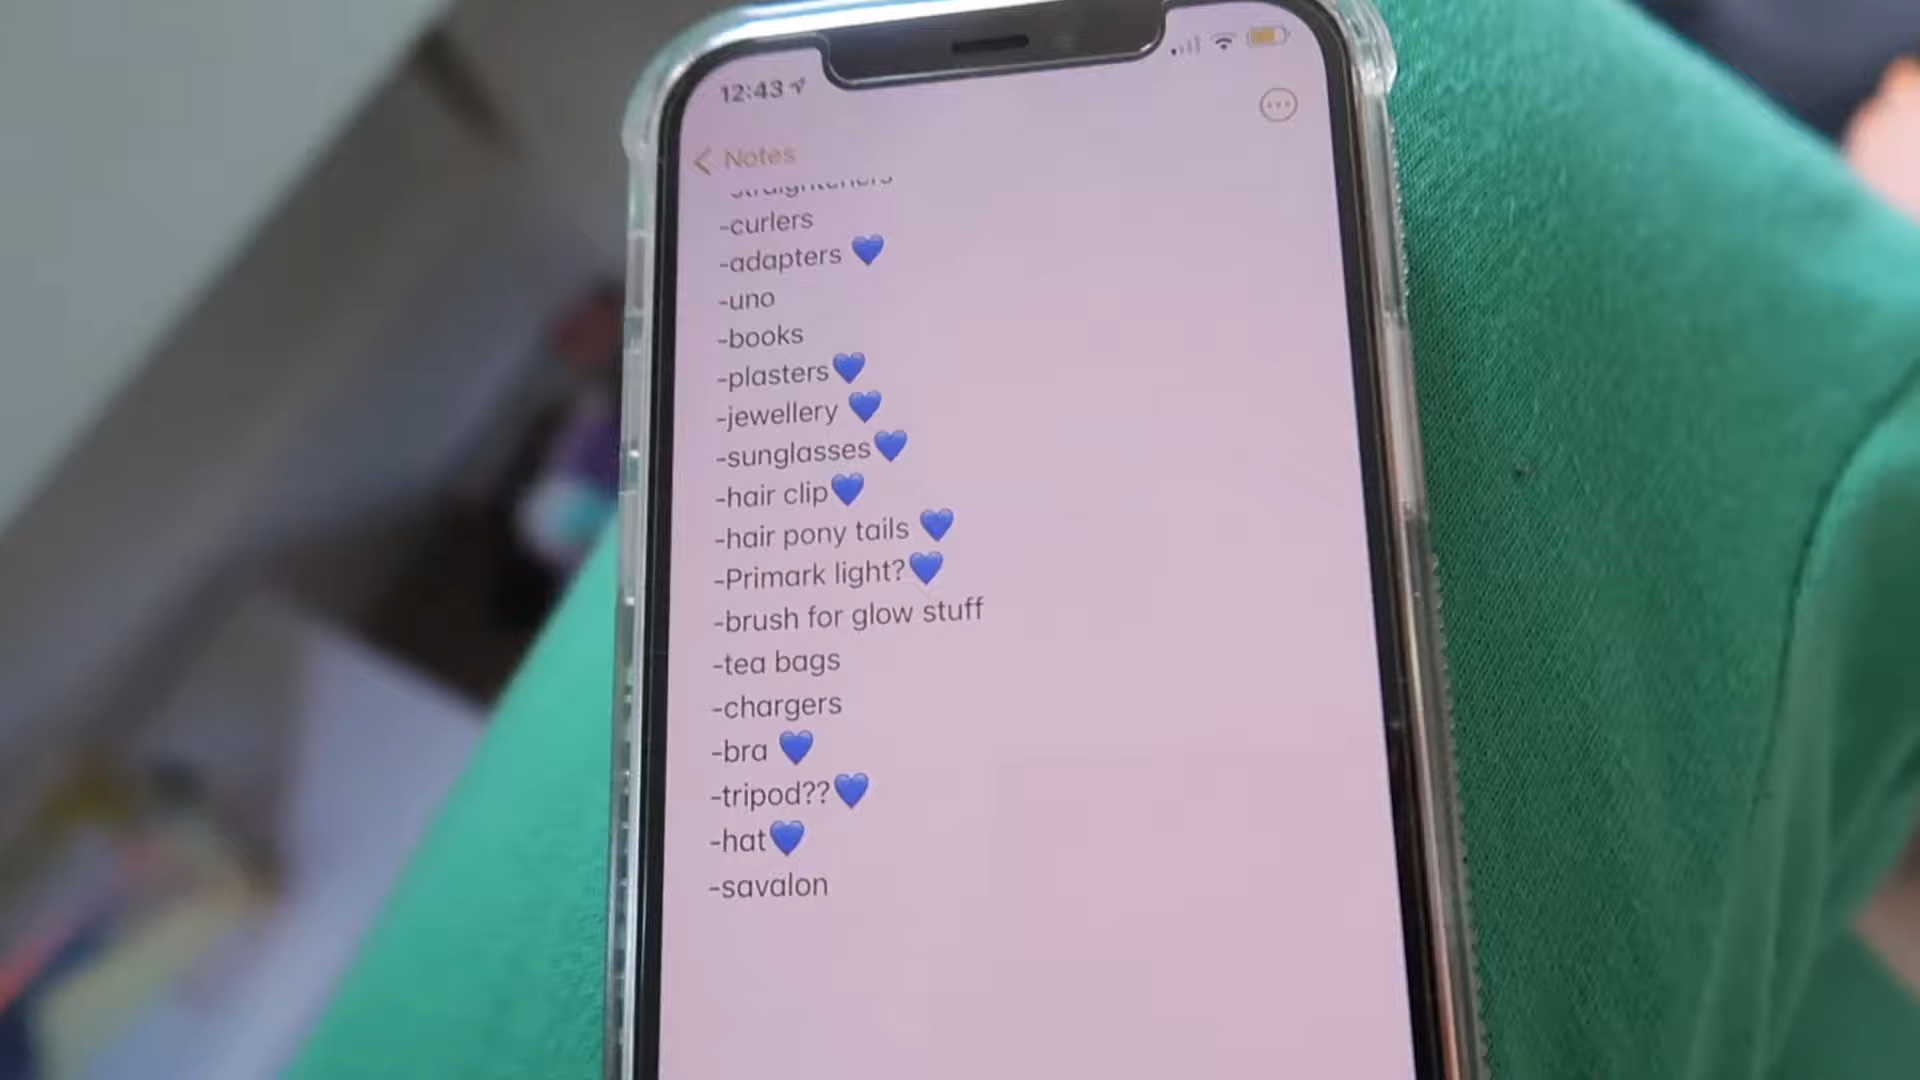 12:43
Notes
straighteners
-curlers
-adapters 💙
-uno
-books
-plasters💙
-jewellery 💙
-sunglasses💙
-hair clip💙
-hair pony tails 💙
-Primark light?💙
-brush for glow stuff
-tea bags
-chargers
-bra 💙
-tripod??💙
-hat💙
-savalon